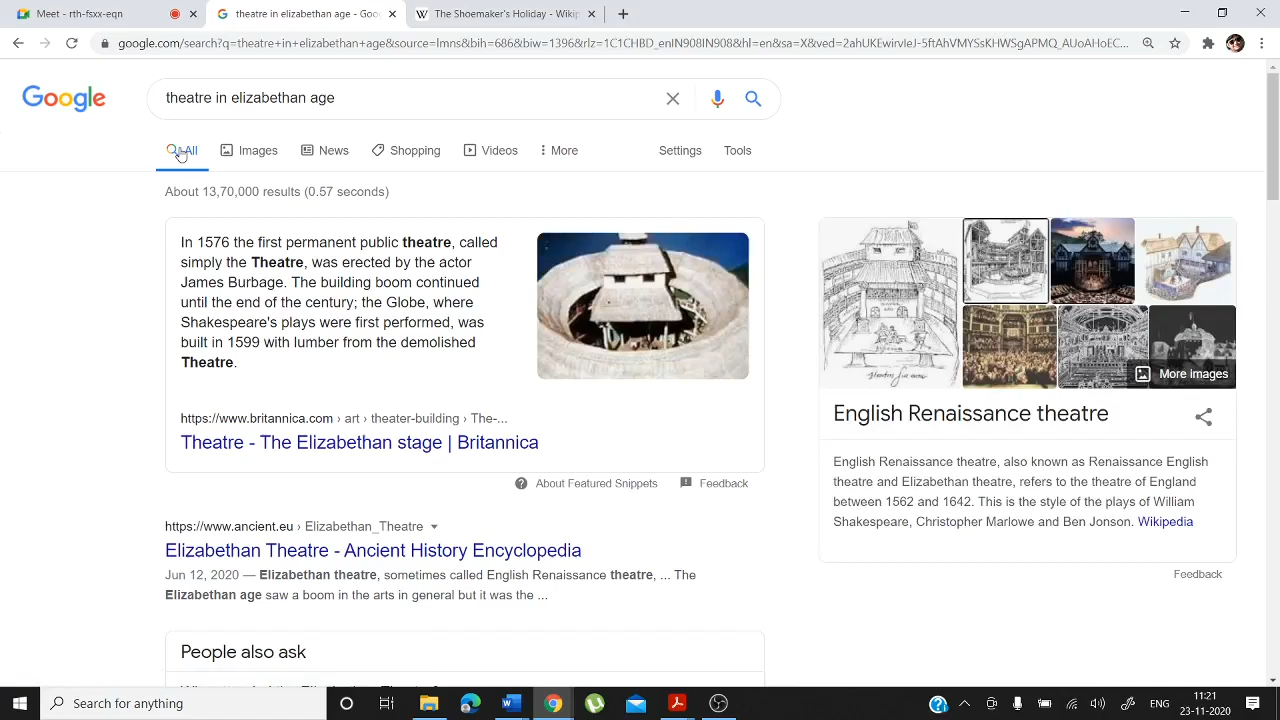 Meet - rth-fsxx-eqn
theatre in elizabethan age - Goo
The Shoemaker's Holiday - Wikip
google.com/search?q=theatre+in+elizabethan+age&source=lmns&bih=686&biw=1396&rlz=1C1CHBD_enIN908IN908&hl=en&sa=X&ved=2ahUKEwirvIeJ-5ftAhVMYSsKHWSgAPMQ_AUoAHoEC...
Google
theatre in elizabethan age
All
Images
News
Shopping
Videos
More
Settings
Tools
About 13,70,000 results (0.57 seconds)
In 1576 the first permanent public theatre, called
simply the Theatre, was erected by the actor
James Burbage. The building boom continued
until the end of the century; the Globe, where
Shakespeare's plays were first performed, was
built in 1599 with lumber from the demolished
Theatre.
https://www.britannica.com › art › theater-building › The-...
Theatre - The Elizabethan stage | Britannica
About Featured Snippets
Feedback
https://www.ancient.eu › Elizabethan_Theatre
Elizabethan Theatre - Ancient History Encyclopedia
Jun 12, 2020 — Elizabethan theatre, sometimes called English Renaissance theatre, ... The
Elizabethan age saw a boom in the arts in general but it was the ...
People also ask
More images
English Renaissance theatre
English Renaissance theatre, also known as Renaissance English
theatre and Elizabethan theatre, refers to the theatre of England
between 1562 and 1642. This is the style of the plays of William
Shakespeare, Christopher Marlowe and Ben Jonson. Wikipedia
Feedback
Search for anything
ENG
11:21
23-11-2020